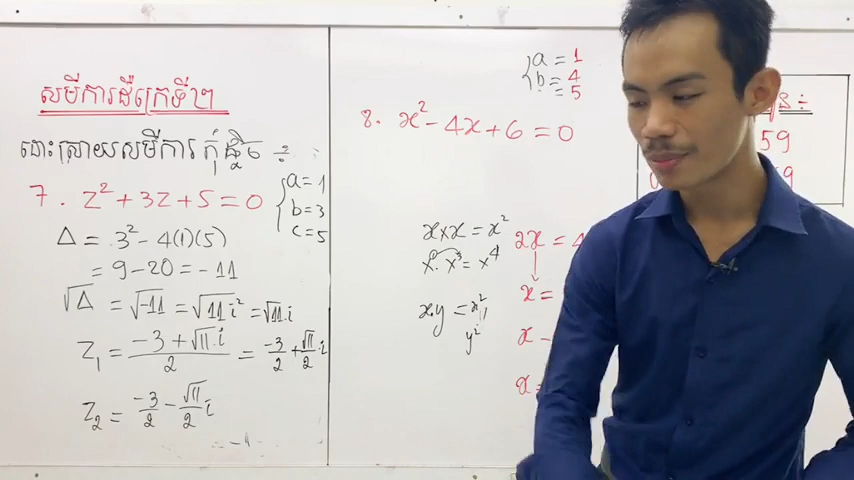 សមីការដឺក្រេទី២
ដោះស្រាយសមីការកុំផ្លិច ÷
7. Z² + 3Z + 5 = 0
a = 1
b = 3
c = 5
Δ = 3² - 4(1)(5)
= 9 - 20 = -11
√Δ = √-11 = √11i² = √11.i
Z₁ = (-3 + √11.i)/2 = -3/2 + √11/2 i
Z₂ = -3/2 - √11/2 i
a = 1
b = 4
= 5
8. x² - 4x + 6 = 0
x×x = x²
x. x³ = x⁴
x.y =
y²
2x = 4
x =
x -
x =
59